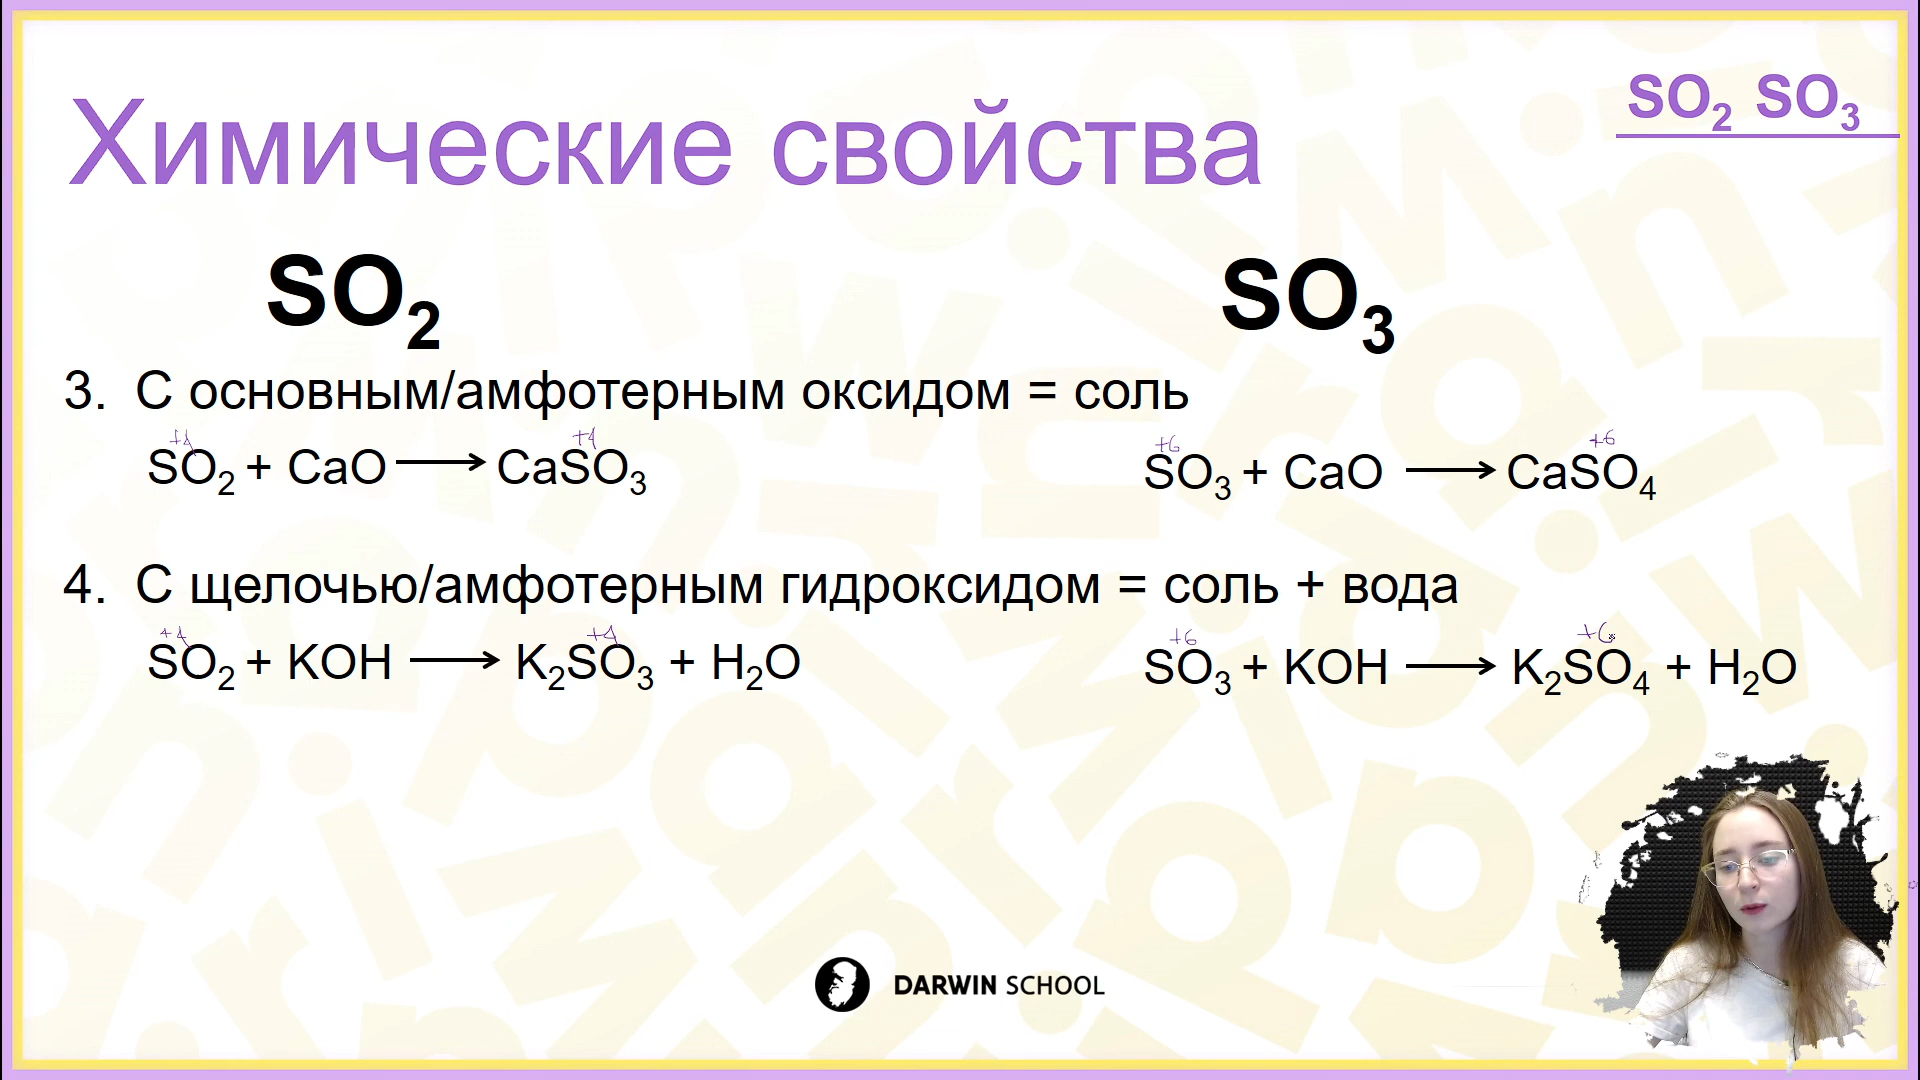 SO₂ SO₃
Химические свойства
SO₂
SO₃
3. С основным/амфотерным оксидом = соль
+4 +4
SO₂ + CaO ⟶ CaSO₃
+6 +6
SO₃ + CaO ⟶ CaSO₄
4. С щелочью/амфотерным гидроксидом = соль + вода
+4 +4
SO₂ + KOH ⟶ K₂SO₃ + H₂O
+6 +6
SO₃ + KOH ⟶ K₂SO₄ + H₂O
DARWIN SCHOOL